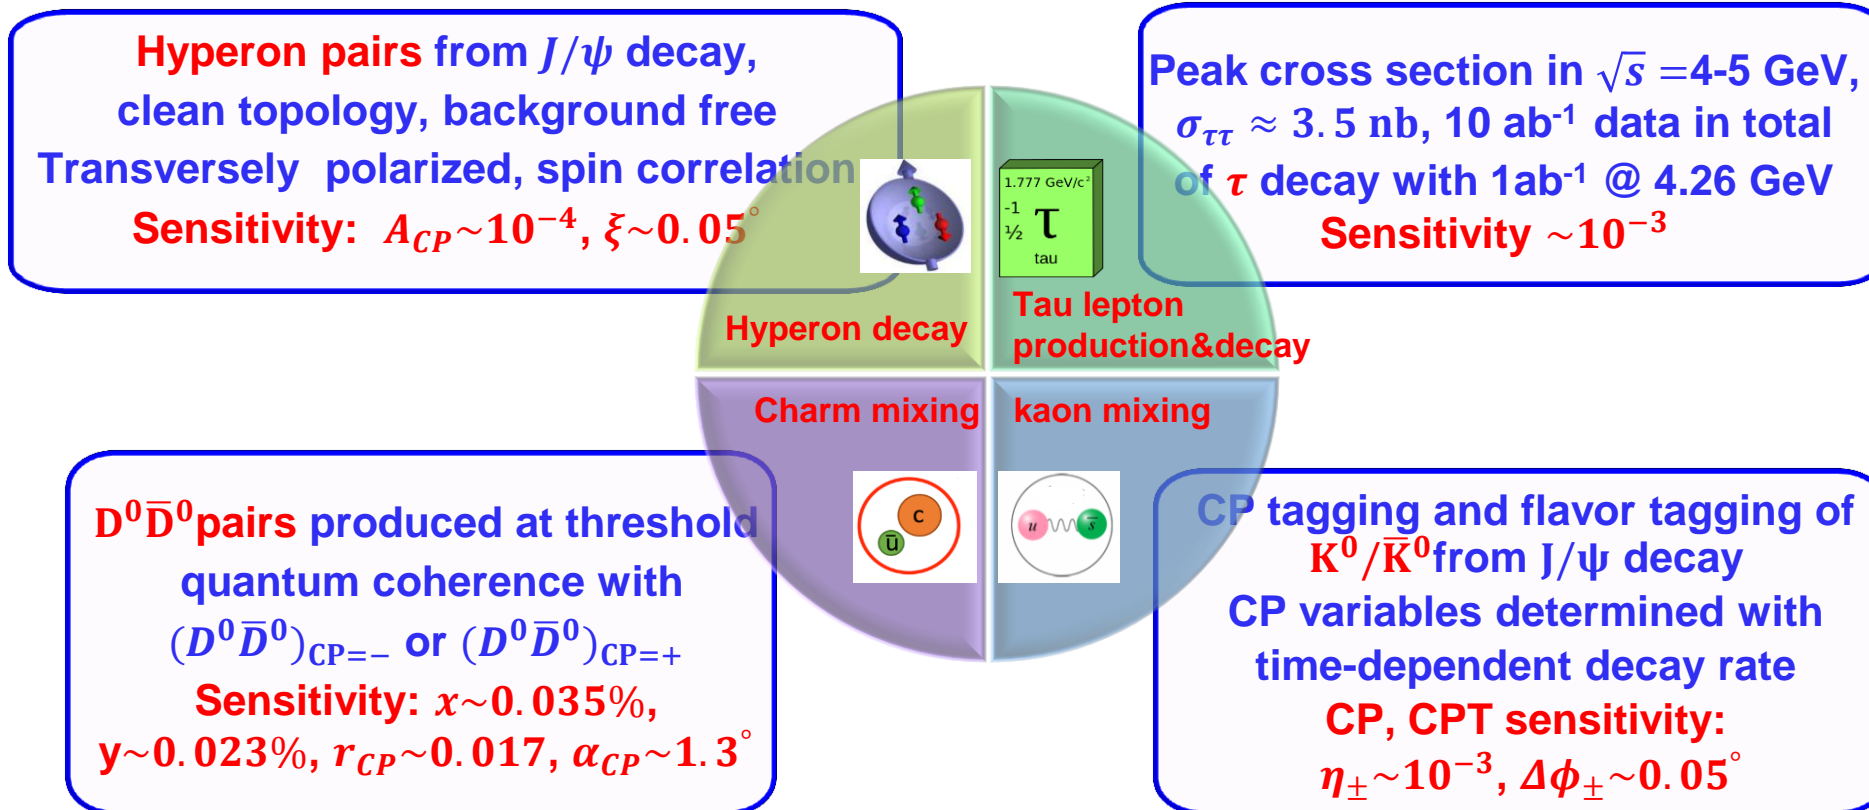 Hyperon pairs from J/ψ decay,
clean topology, background free
Transversely polarized, spin correlation
Sensitivity: A_CP~10⁻⁴, ξ~0.05°
Peak cross section in √s =4-5 GeV,
σ_ττ ≈ 3.5 nb, 10 ab⁻¹ data in total
of τ decay with 1ab⁻¹ @ 4.26 GeV
Sensitivity ~10⁻³
1.777 GeV/c²
-1
½
τ
tau
Hyperon decay
Tau lepton
production&decay
Charm mixing
kaon mixing
c
ū
u
s̅
D⁰D̅⁰pairs produced at threshold
quantum coherence with
(D⁰D̅⁰)_CP=− or (D⁰D̅⁰)_CP=+
Sensitivity: x~0.035%,
y~0.023%, r_CP~0.017, α_CP~1.3°
CP tagging and flavor tagging of
K⁰/K̅⁰from J/ψ decay
CP variables determined with
time-dependent decay rate
CP, CPT sensitivity:
η_±~10⁻³, Δϕ_±~0.05°